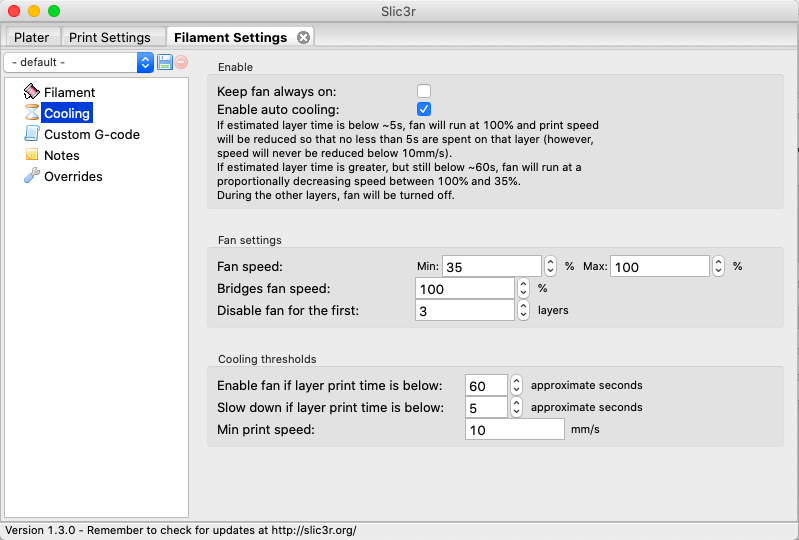 Slic3r
Plater Print Settings Filament Settings
- default -
Filament
Cooling
Custom G-code
Notes
Overrides
Enable
Keep fan always on:
Enable auto cooling:
If estimated layer time is below ~5s, fan will run at 100% and print speed
will be reduced so that no less than 5s are spent on that layer (however,
speed will never be reduced below 10mm/s).
If estimated layer time is greater, but still below ~60s, fan will run at a
proportionally decreasing speed between 100% and 35%.
During the other layers, fan will be turned off.
Fan settings
Fan speed: Min: 35 % Max: 100 %
Bridges fan speed: 100 %
Disable fan for the first: 3 layers
Cooling thresholds
Enable fan if layer print time is below: 60 approximate seconds
Slow down if layer print time is below: 5 approximate seconds
Min print speed: 10 mm/s
Version 1.3.0 - Remember to check for updates at http://slic3r.org/